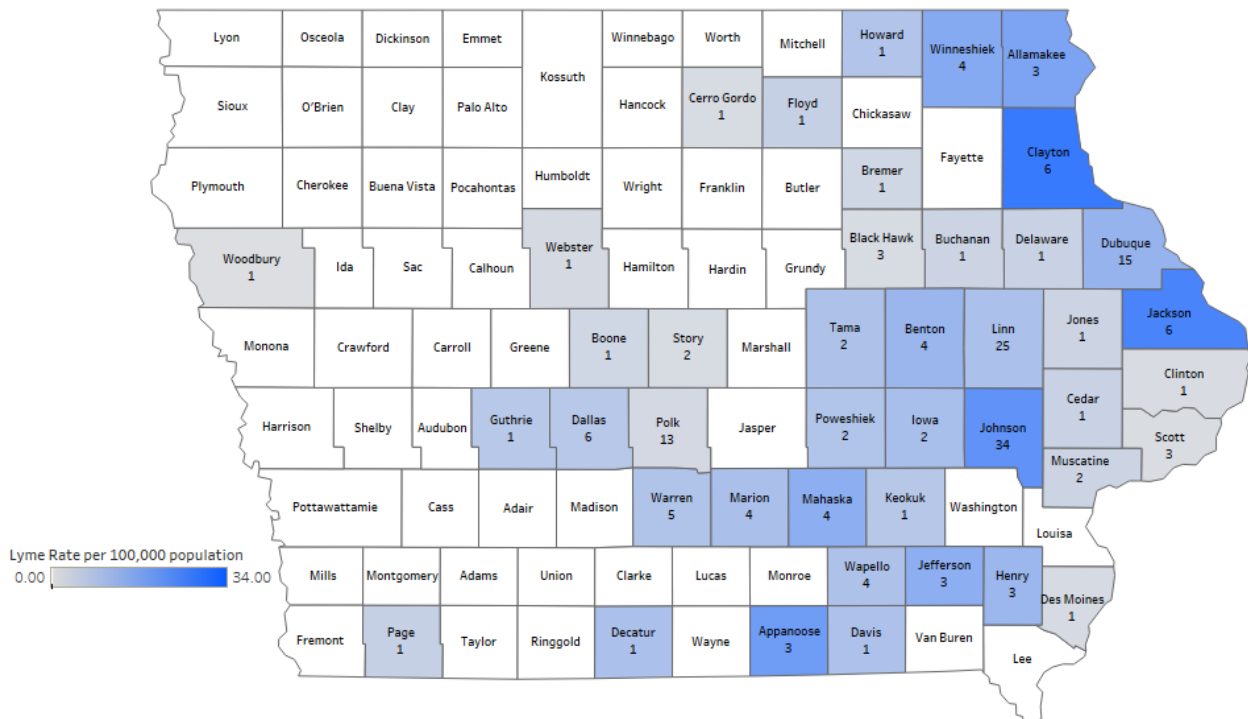 Lyon
Osceola
Dickinson
Emmet
Kossuth
Winnebago
Worth
Mitchell
Howard
1
Winneshiek
4
Allamakee
3
Sioux
O'Brien
Clay
Palo Alto
Hancock
Cerro Gordo
1
Floyd
1
Chickasaw
Fayette
Clayton
6
Plymouth
Cherokee
Buena Vista
Pocahontas
Humboldt
Wright
Franklin
Butler
Bremer
1
Woodbury
1
Ida
Sac
Calhoun
Webster
1
Hamilton
Hardin
Grundy
Black Hawk
3
Buchanan
1
Delaware
1
Dubuque
15
Monona
Crawford
Carroll
Greene
Boone
1
Story
2
Marshall
Tama
2
Benton
4
Linn
25
Jones
1
Jackson
6
Clinton
1
Harrison
Shelby
Audubon
Guthrie
1
Dallas
6
Polk
13
Jasper
Poweshiek
2
Iowa
2
Johnson
34
Cedar
1
Scott
3
Muscatine
2
Pottawattamie
Cass
Adair
Madison
Warren
5
Marion
4
Mahaska
4
Keokuk
1
Washington
Louisa
Lyme Rate per 100,000 population
0.00
34.00
Mills
Montgomery
Adams
Union
Clarke
Lucas
Monroe
Wapello
4
Jefferson
3
Henry
3
Des Moines
1
Fremont
Page
1
Taylor
Ringgold
Decatur
1
Wayne
Appanoose
3
Davis
1
Van Buren
Lee